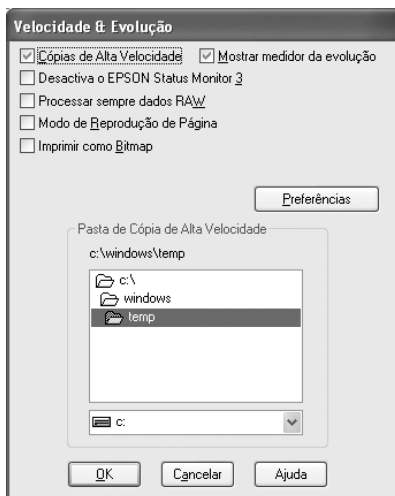 Velocidade & Evolução
Cópias de Alta Velocidade Mostrar medidor da evolução
Desactiva o EPSON Status Monitor 3
Processar sempre dados RAW
Modo de Reprodução de Página
Imprimir como Bitmap
Preferências
Pasta de Cópia de Alta Velocidade
c:\windows\temp
c:\
windows
temp
c:
OK Cancelar Ajuda